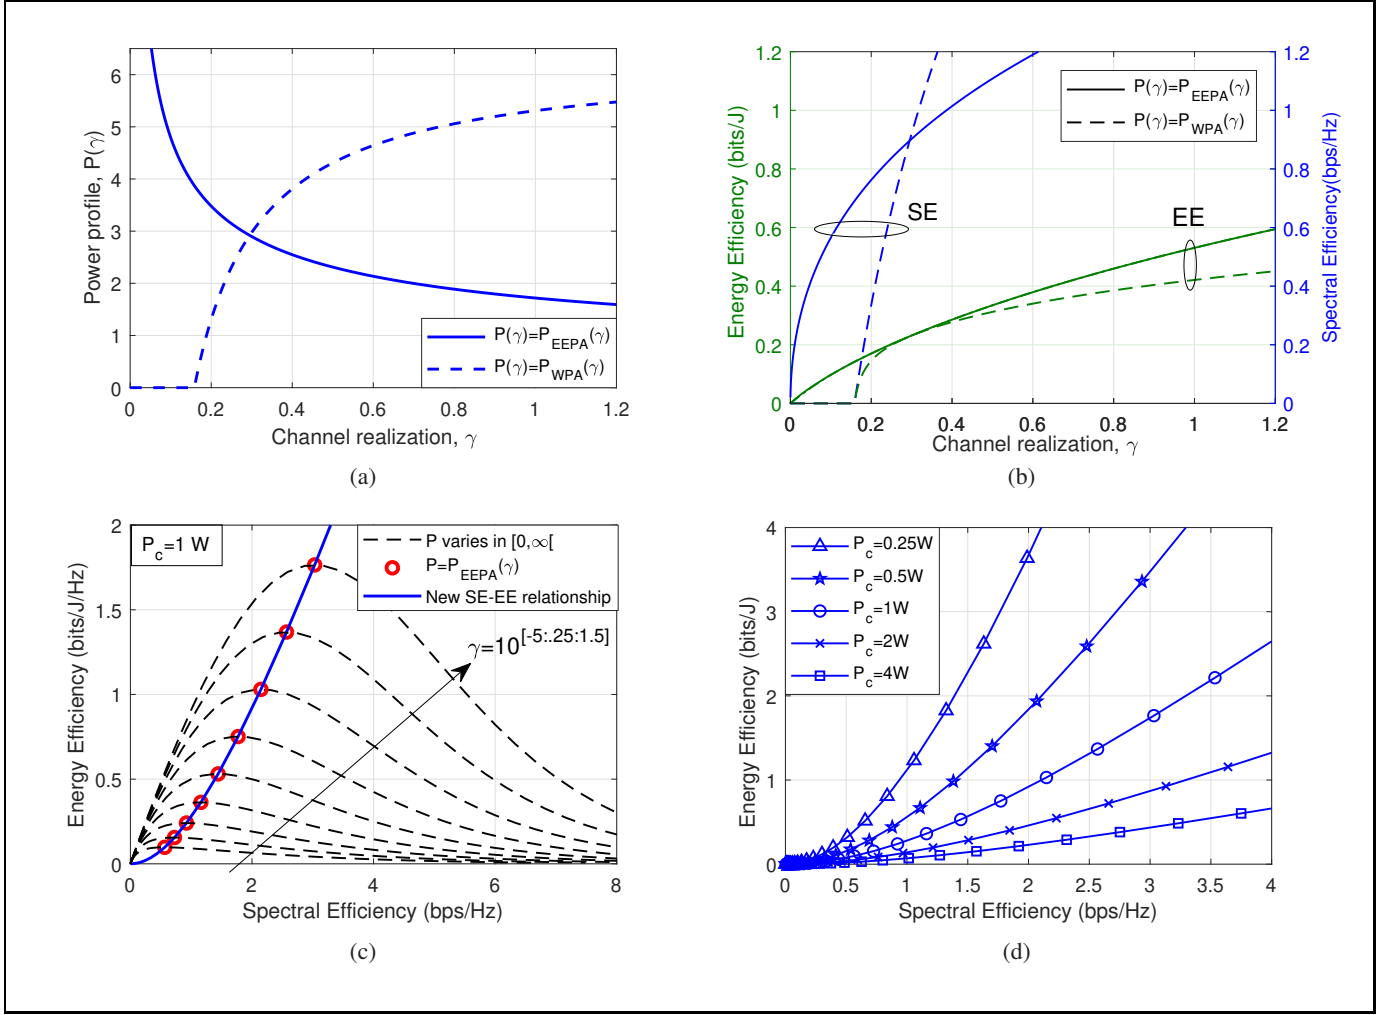 6
5
4
3
2
1
0
0 0.2 0.4 0.6 0.8 1 1.2
Power profile, P(γ)
Channel realization, γ
P(γ)=P_EEPA(γ)
P(γ)=P_WPA(γ)
(a)
1.2
1
0.8
0.6
0.4
0.2
0
0 0.2 0.4 0.6 0.8 1 1.2
Energy Efficiency (bits/J)
Channel realization, γ
P(γ)=P_EEPA(γ)
P(γ)=P_WPA(γ)
SE
EE
1.2
1
0.8
0.6
0.4
0.2
0
Spectral Efficiency(bps/Hz)
(b)
2
1.5
1
0.5
0
0 2 4 6 8
Energy Efficiency (bits/J/Hz)
Spectral Efficiency (bps/Hz)
P_c=1 W
P varies in [0,∞[
P=P_EEPA(γ)
New SE-EE relationship
γ=10^[-5:.25:1.5]
(c)
4
3
2
1
0
0 0.5 1 1.5 2 2.5 3 3.5 4
Energy Efficiency (bits/J)
Spectral Efficiency (bps/Hz)
P_c=0.25W
P_c=0.5W
P_c=1W
P_c=2W
P_c=4W
(d)